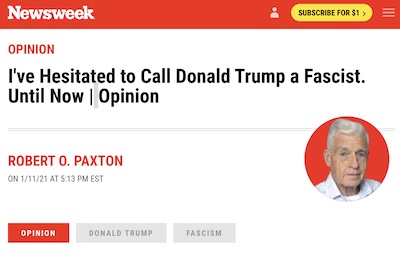 Newsweek
SUBSCRIBE FOR $1 >
OPINION
I've Hesitated to Call Donald Trump a Fascist.
Until Now | Opinion
ROBERT O. PAXTON
ON 1/11/21 AT 5:13 PM EST
OPINION
DONALD TRUMP
FASCISM